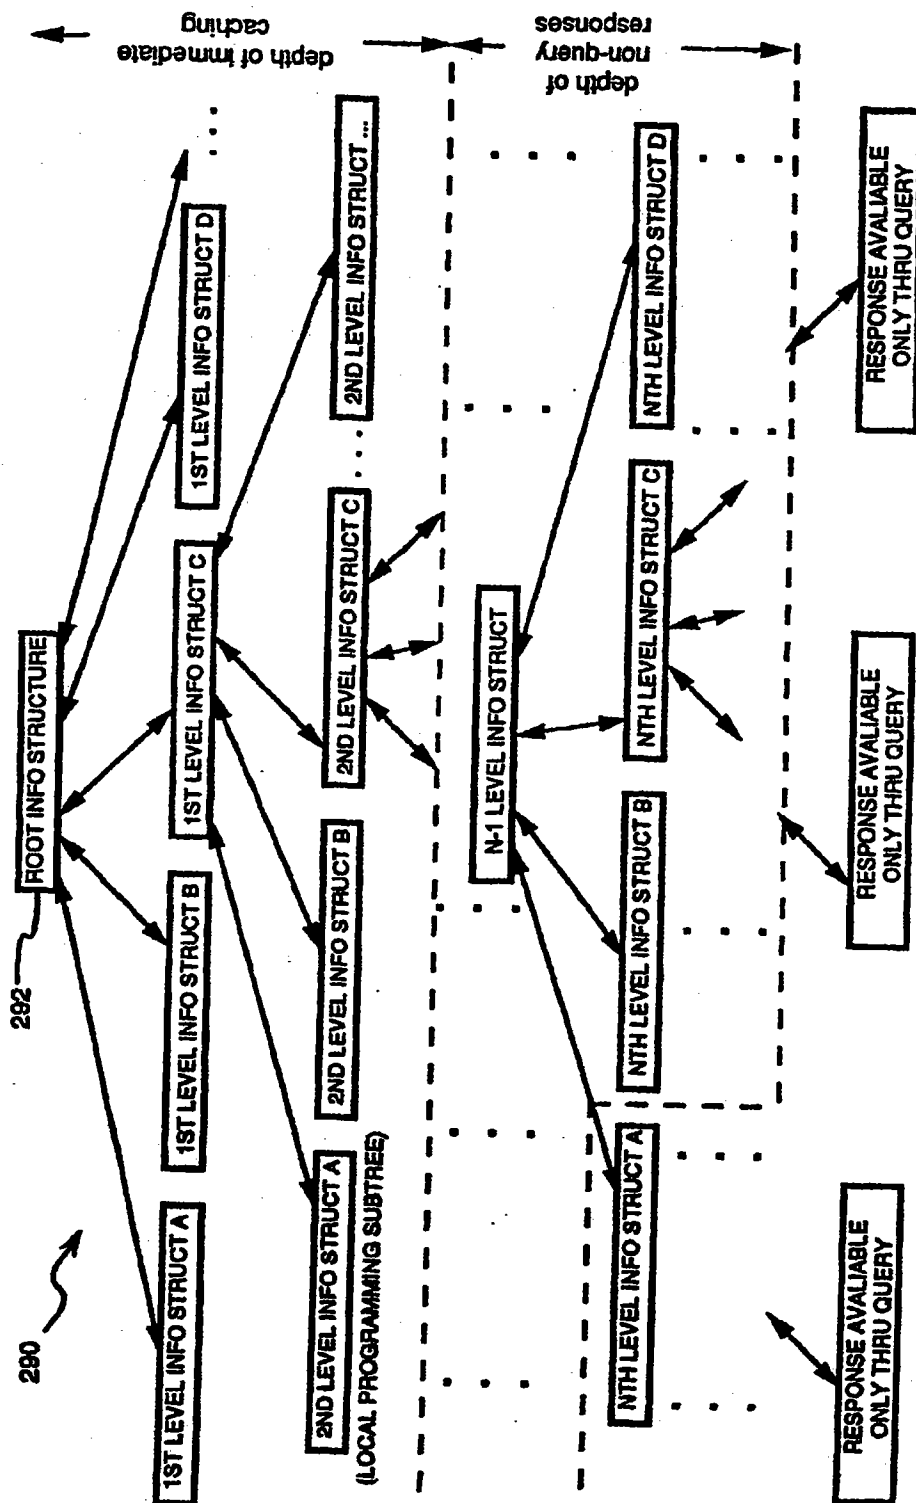 290
292
ROOT INFO STRUCTURE
1ST LEVEL INFO STRUCT A
1ST LEVEL INFO STRUCT B
1ST LEVEL INFO STRUCT C
1ST LEVEL INFO STRUCT D
. . .
depth of immediate
caching
2ND LEVEL INFO STRUCT A
(LOCAL PROGRAMMING SUBTREE)
2ND LEVEL INFO STRUCT B
2ND LEVEL INFO STRUCT C
. . .
2ND LEVEL INFO STRUCT ...
N-1 LEVEL INFO STRUCT
depth of
non-query
responses
NTH LEVEL INFO STRUCT A
NTH LEVEL INFO STRUCT B
NTH LEVEL INFO STRUCT C
NTH LEVEL INFO STRUCT D
RESPONSE AVALIABLE
ONLY THRU QUERY
RESPONSE AVALIABLE
ONLY THRU QUERY
RESPONSE AVALIABLE
ONLY THRU QUERY